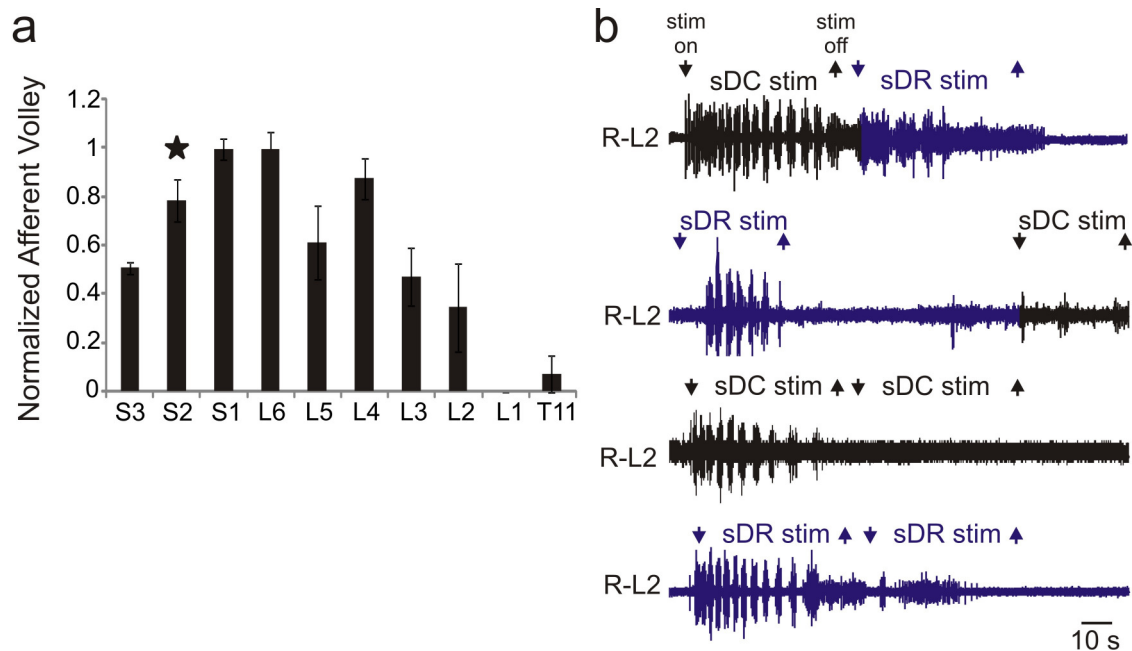 a
Normalized Afferent Volley
1.2
1
0.8
0.6
0.4
0.2
0
S3 S2 S1 L6 L5 L4 L3 L2 L1 T11
b
stim on
stim off
sDC stim
sDR stim
R-L2
sDR stim
sDC stim
R-L2
sDC stim
sDC stim
R-L2
sDR stim
sDR stim
R-L2
10 s